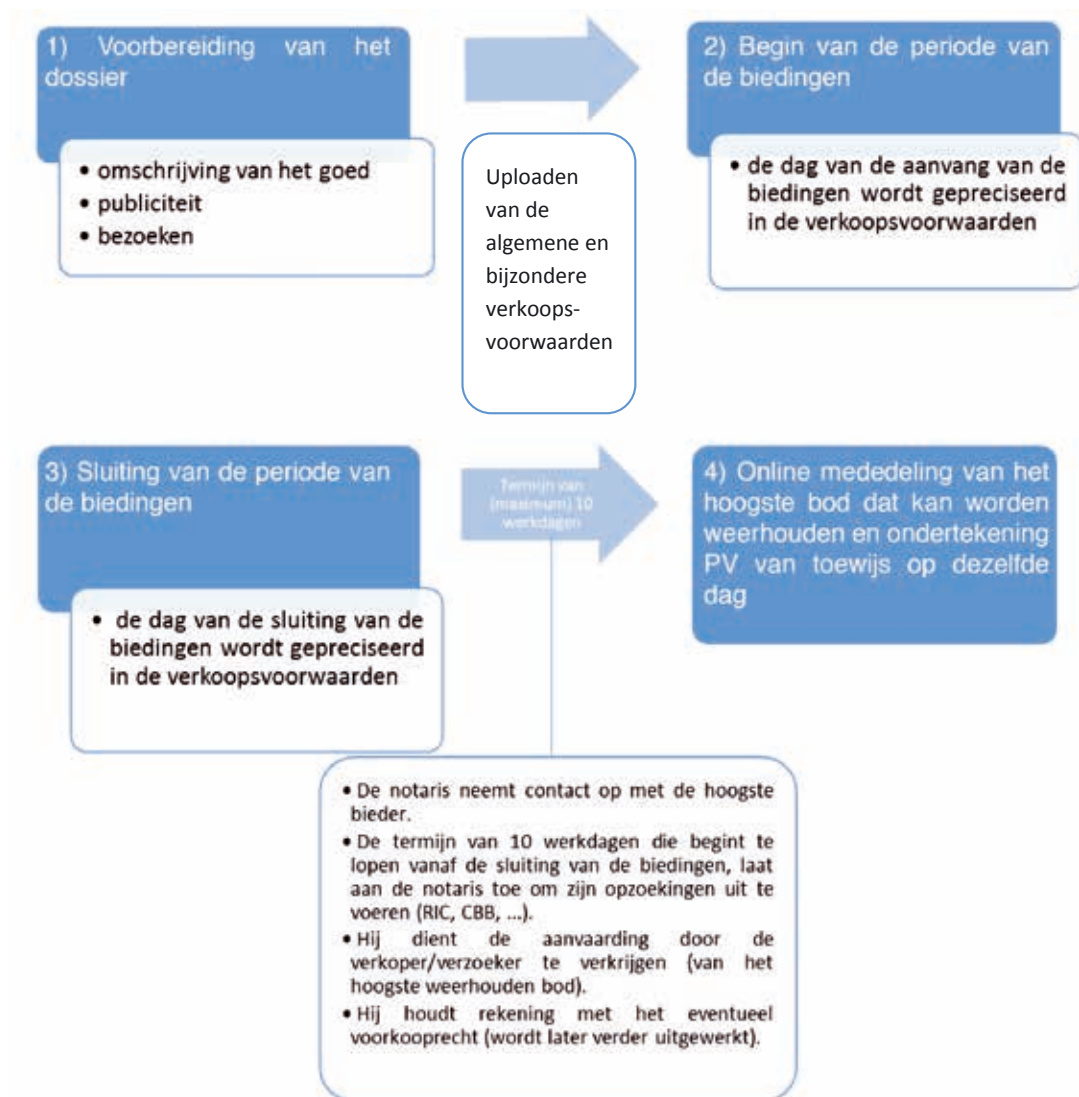 1) Voorbereiding van het
dossier
• omschrijving van het goed
• publiciteit
• bezoeken
Uploaden
van de
algemene en
bijzondere
verkoops-
voorwaarden
2) Begin van de periode van
de biedingen
• de dag van de aanvang van de
biedingen wordt gepreciseerd
in de verkoopsvoorwaarden
3) Sluiting van de periode van
de biedingen
• de dag van de sluiting van de
biedingen wordt gepreciseerd
in de verkoopsvoorwaarden
Termijn van
(maximum) 10
werkdagen
4) Online mededeling van het
hoogste bod dat kan worden
weerhouden en ondertekening
PV van toewijs op dezelfde
dag
• De notaris neemt contact op met de hoogste
bieder.
• De termijn van 10 werkdagen die begint te
lopen vanaf de sluiting van de biedingen, laat
aan de notaris toe om zijn opzoekingen uit te
voeren (RIC, CBB, ...).
• Hij dient de aanvaarding door de
verkoper/verzoeker te verkrijgen (van het
hoogste weerhouden bod).
• Hij houdt rekening met het eventueel
voorkooprecht (wordt later verder uitgewerkt).